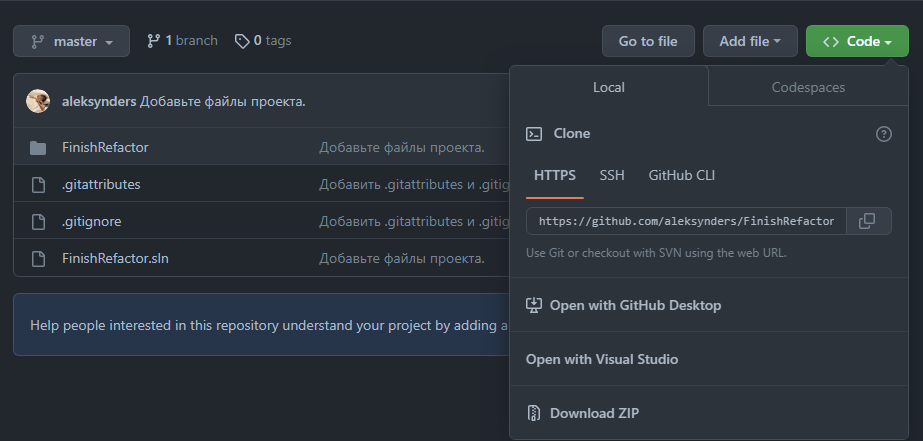 master
1 branch
0 tags
Go to file
Add file
Code
aleksynders Добавьте файлы проекта.
FinishRefactor Добавьте файлы проекта.
.gitattributes Добавить .gitattributes и .gitig
.gitignore Добавить .gitattributes и .gitig
FinishRefactor.sln Добавьте файлы проекта.
Help people interested in this repository understand your project by adding a
Local
Codespaces
Clone
HTTPS SSH GitHub CLI
https://github.com/aleksynders/FinishRefactor
Use Git or checkout with SVN using the web URL.
Open with GitHub Desktop
Open with Visual Studio
Download ZIP